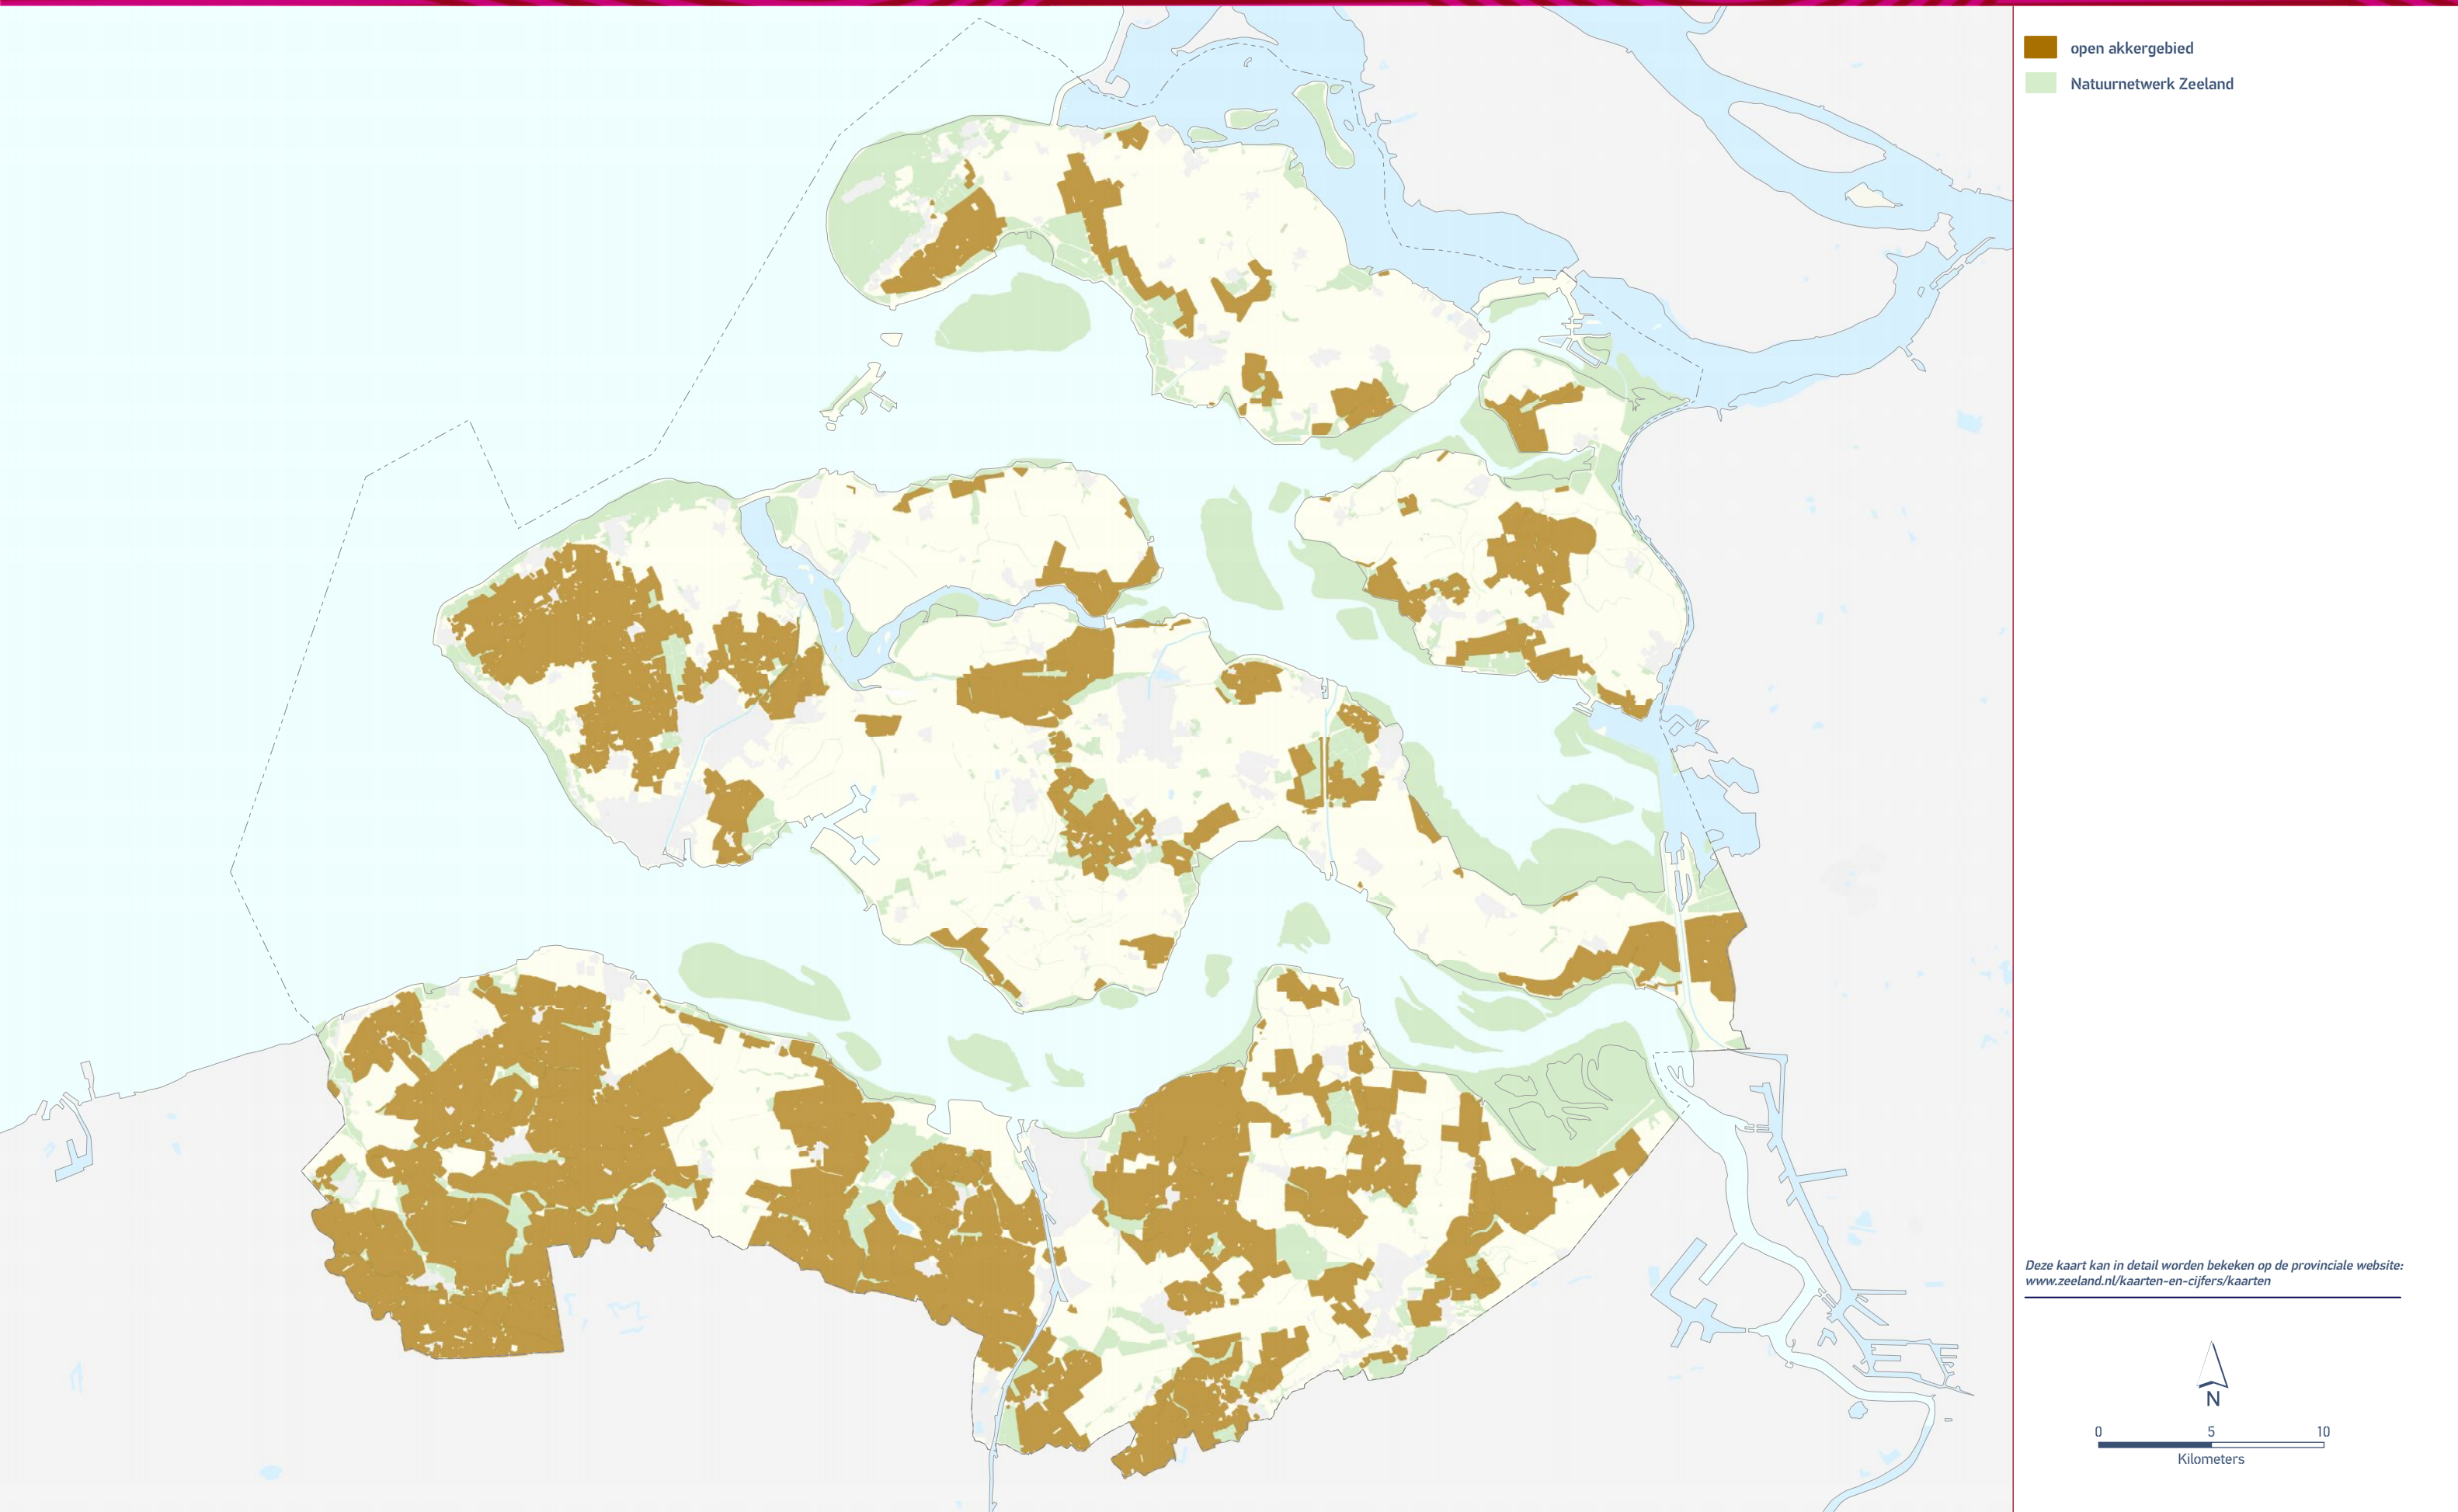 open akkergebied
Natuurnetwerk Zeeland
Deze kaart kan in detail worden bekeken op de provinciale website:
www.zeeland.nl/kaarten-en-cijfers/kaarten
N
0 5 10
Kilometers